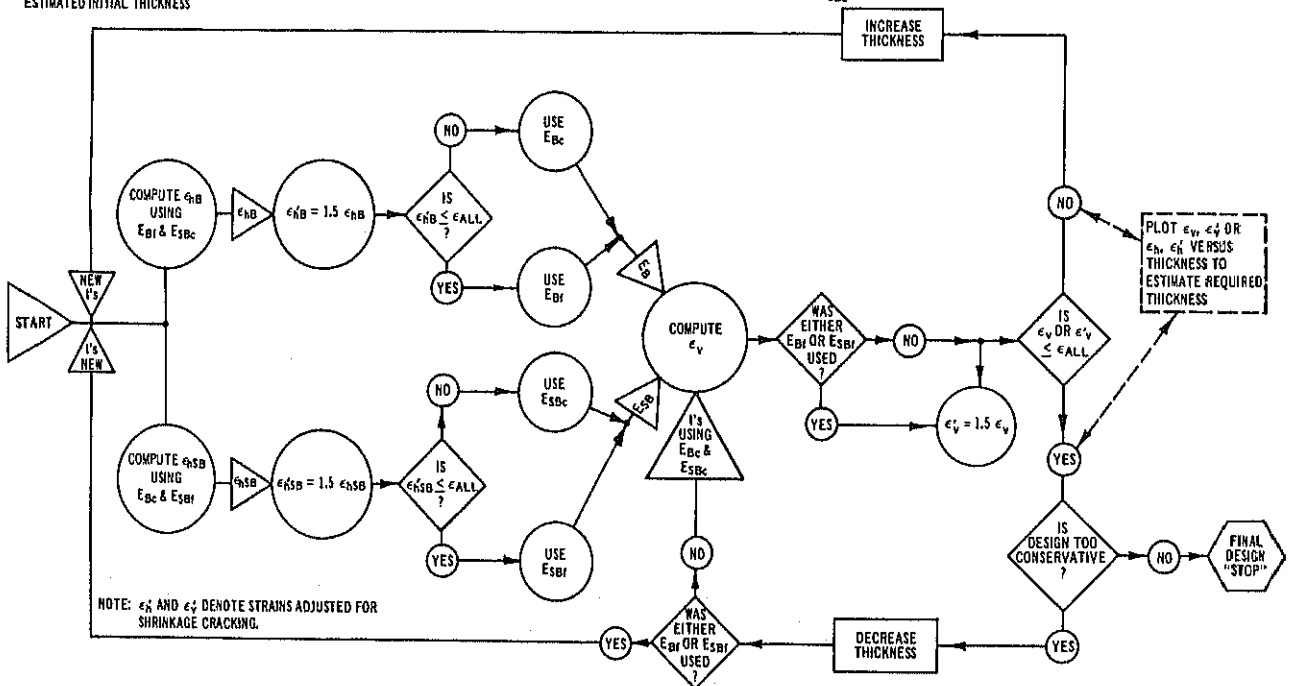 ESTIMATED INITIAL THICKNESS
INCREASE
THICKNESS
NO
USE
E_Bc
COMPUTE ϵ_hB
USING
E_Bf & E_SBc
ϵ_hB
ϵ'_hB = 1.5 ϵ_hB
IS
ϵ'_hB ≤ ϵ_ALL
?
YES
USE
E_Bf
E_B
NO
PLOT ϵ_v, ϵ'_v OR
ϵ_h, ϵ'_h VERSUS
THICKNESS TO
ESTIMATE REQUIRED
THICKNESS
START
NEW
t's
t's
NEW
COMPUTE
ϵ_v
WAS
EITHER
E_Bf OR E_SBf
USED
?
NO
IS
ϵ_v OR ϵ'_v
≤ ϵ_ALL
YES
ϵ'_v = 1.5 ϵ_v
YES
COMPUTE ϵ_hSB
USING
E_Bc & E_SBf
ϵ_hSB
ϵ'_hSB = 1.5 ϵ_hSB
IS
ϵ'_hSB ≤ ϵ_ALL
?
NO
USE
E_SBc
E_SB
YES
USE
E_SBf
t's
USING
E_Bc &
E_SBc
NO
IS
DESIGN TOO
CONSERVATIVE
?
NO
FINAL
DESIGN
"STOP"
NOTE: ϵ'_h AND ϵ'_v DENOTE STRAINS ADJUSTED FOR
SHRINKAGE CRACKING.
YES
WAS
EITHER
E_Bf OR E_SBf
USED
?
DECREASE
THICKNESS
YES